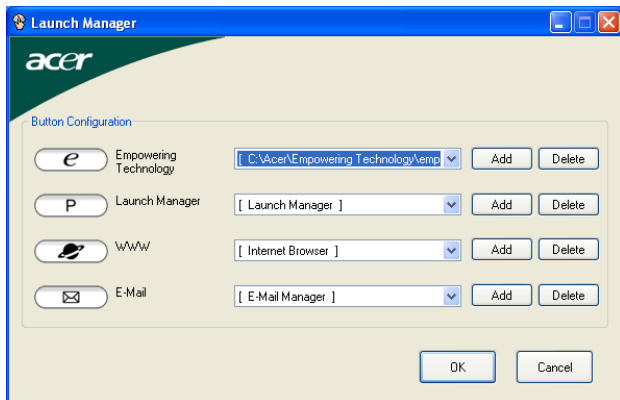 Launch Manager
acer
Button Configuration
e
Empowering
Technology
[ C:\Acer\Empowering Technology\emp
Add
Delete
P
Launch Manager
[ Launch Manager ]
Add
Delete
WWW
[ Internet Browser ]
Add
Delete
E-Mail
[ E-Mail Manager ]
Add
Delete
OK
Cancel